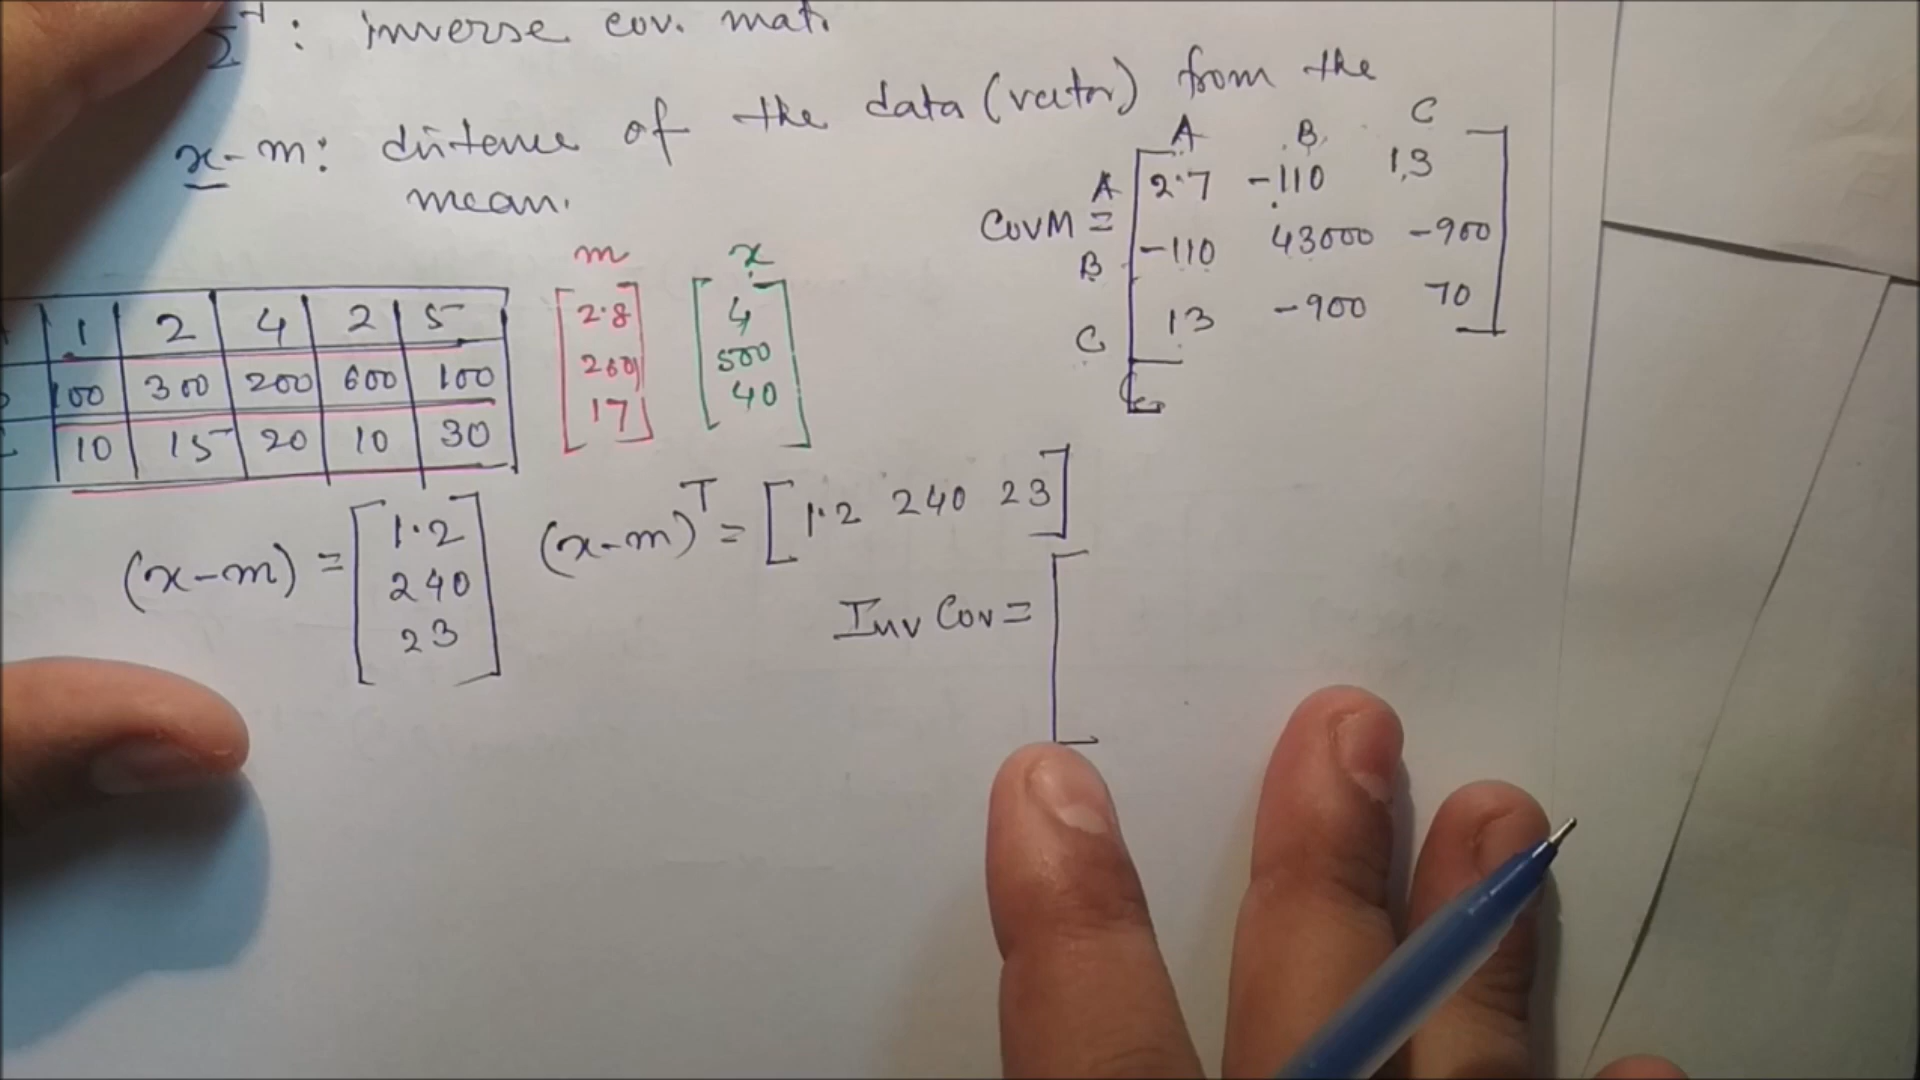 Σ⁻¹: inverse cov. mat.
x-m: distance of the data (vector) from the
mean.
A B C
CovM =
A 2.7 -110 13
B -110 43000 -900
C 13 -900 70
m x
1 2 4 2 5
100 300 200 600 100
10 15 20 10 30
2.8
260
17
4
500
40
(x-m) =
1.2
240
23
(x-m)ᵀ = [1.2 240 23]
Inv Cov = [